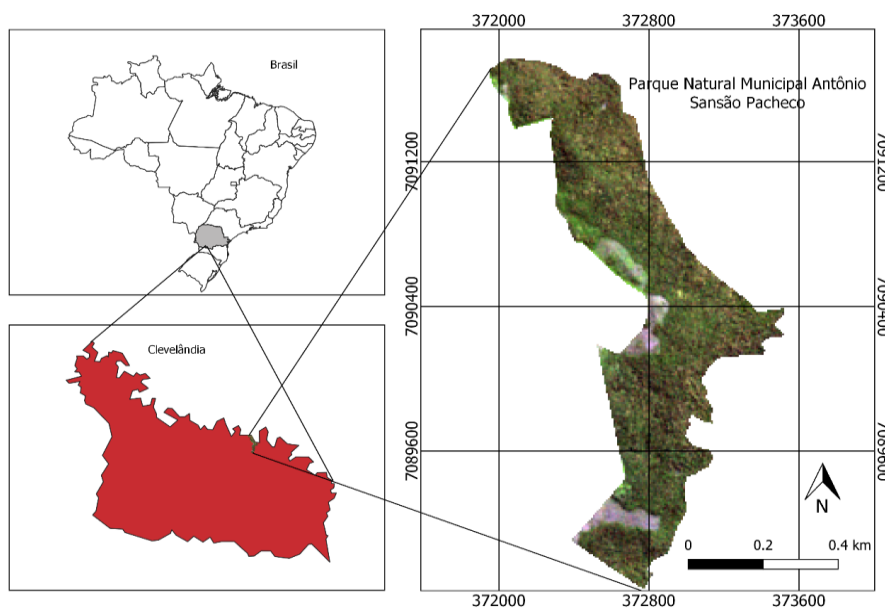 Brasil
Clevelândia
372000 372800 373600
Parque Natural Municipal Antônio
Sansão Pacheco
7091200 7091200
7090400 7090400
7089600 7089600
N
0 0.2 0.4 km
372000 372800 373600